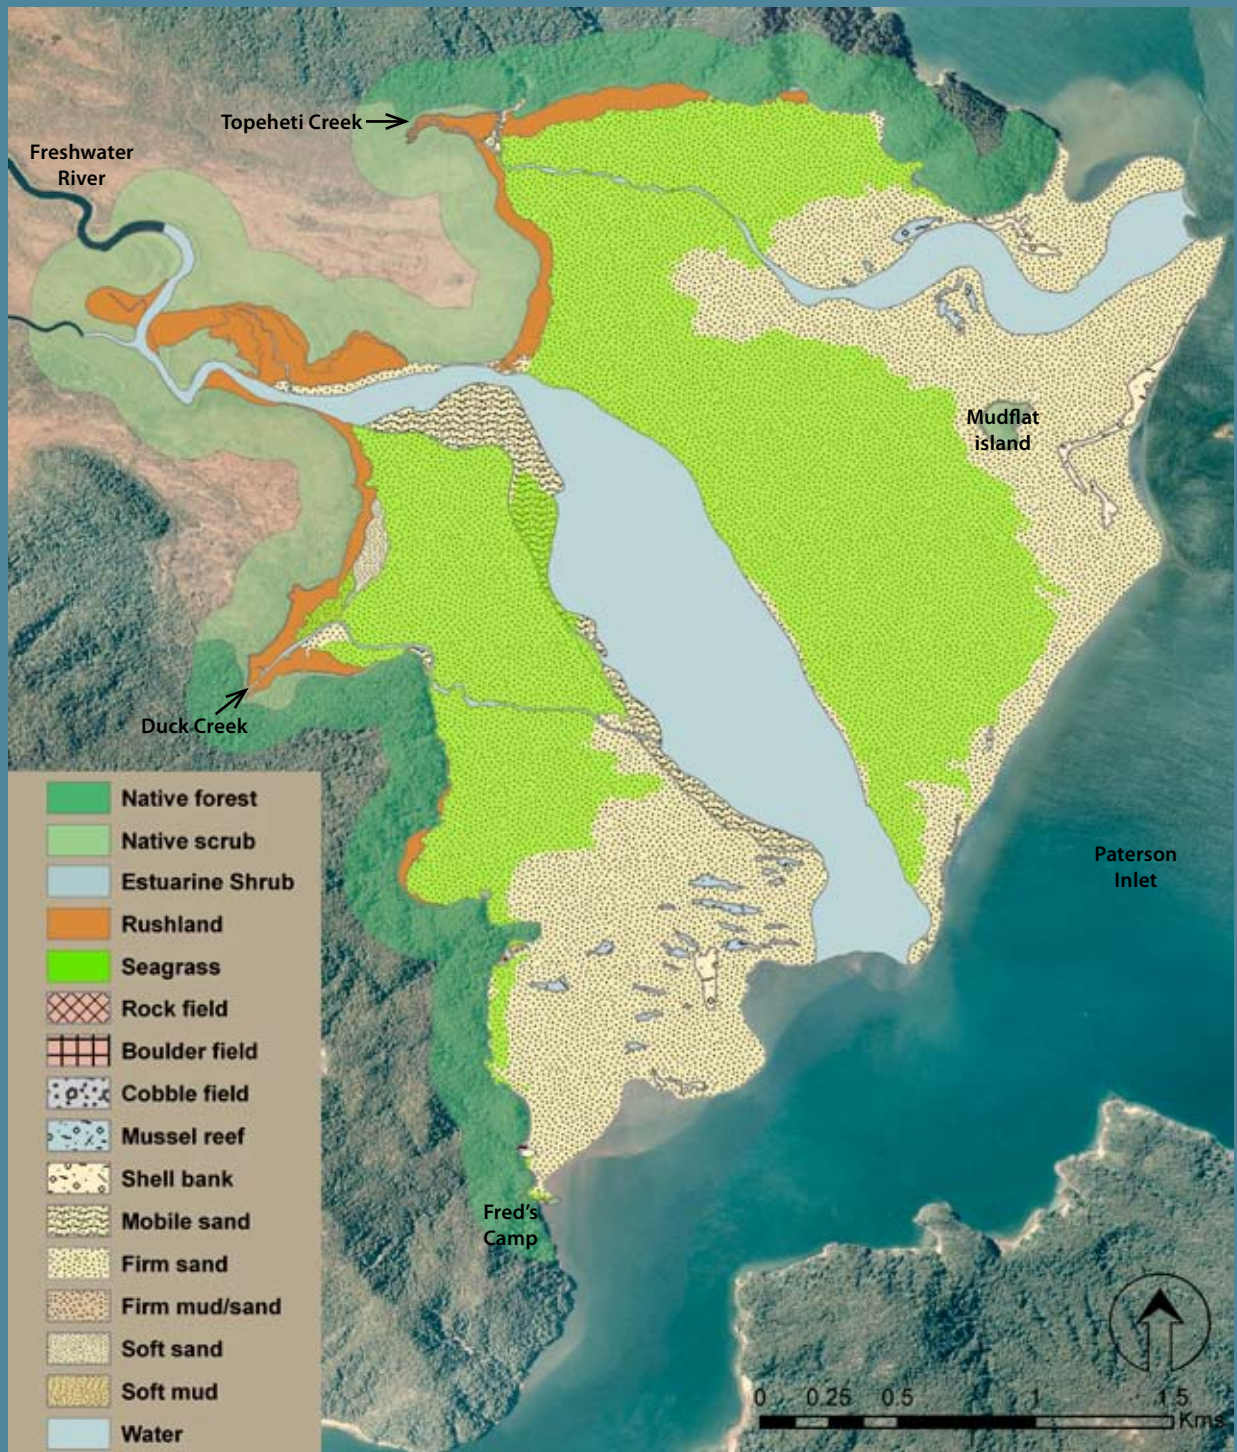 Topeheti Creek
Freshwater
River
Mudflat
island
Duck Creek
Paterson
Inlet
Fred's
Camp
Native forest
Native scrub
Estuarine Shrub
Rushland
Seagrass
Rock field
Boulder field
Cobble field
Mussel reef
Shell bank
Mobile sand
Firm sand
Firm mud/sand
Soft sand
Soft mud
Water
0 0.25 0.5 1 1.5
Kms